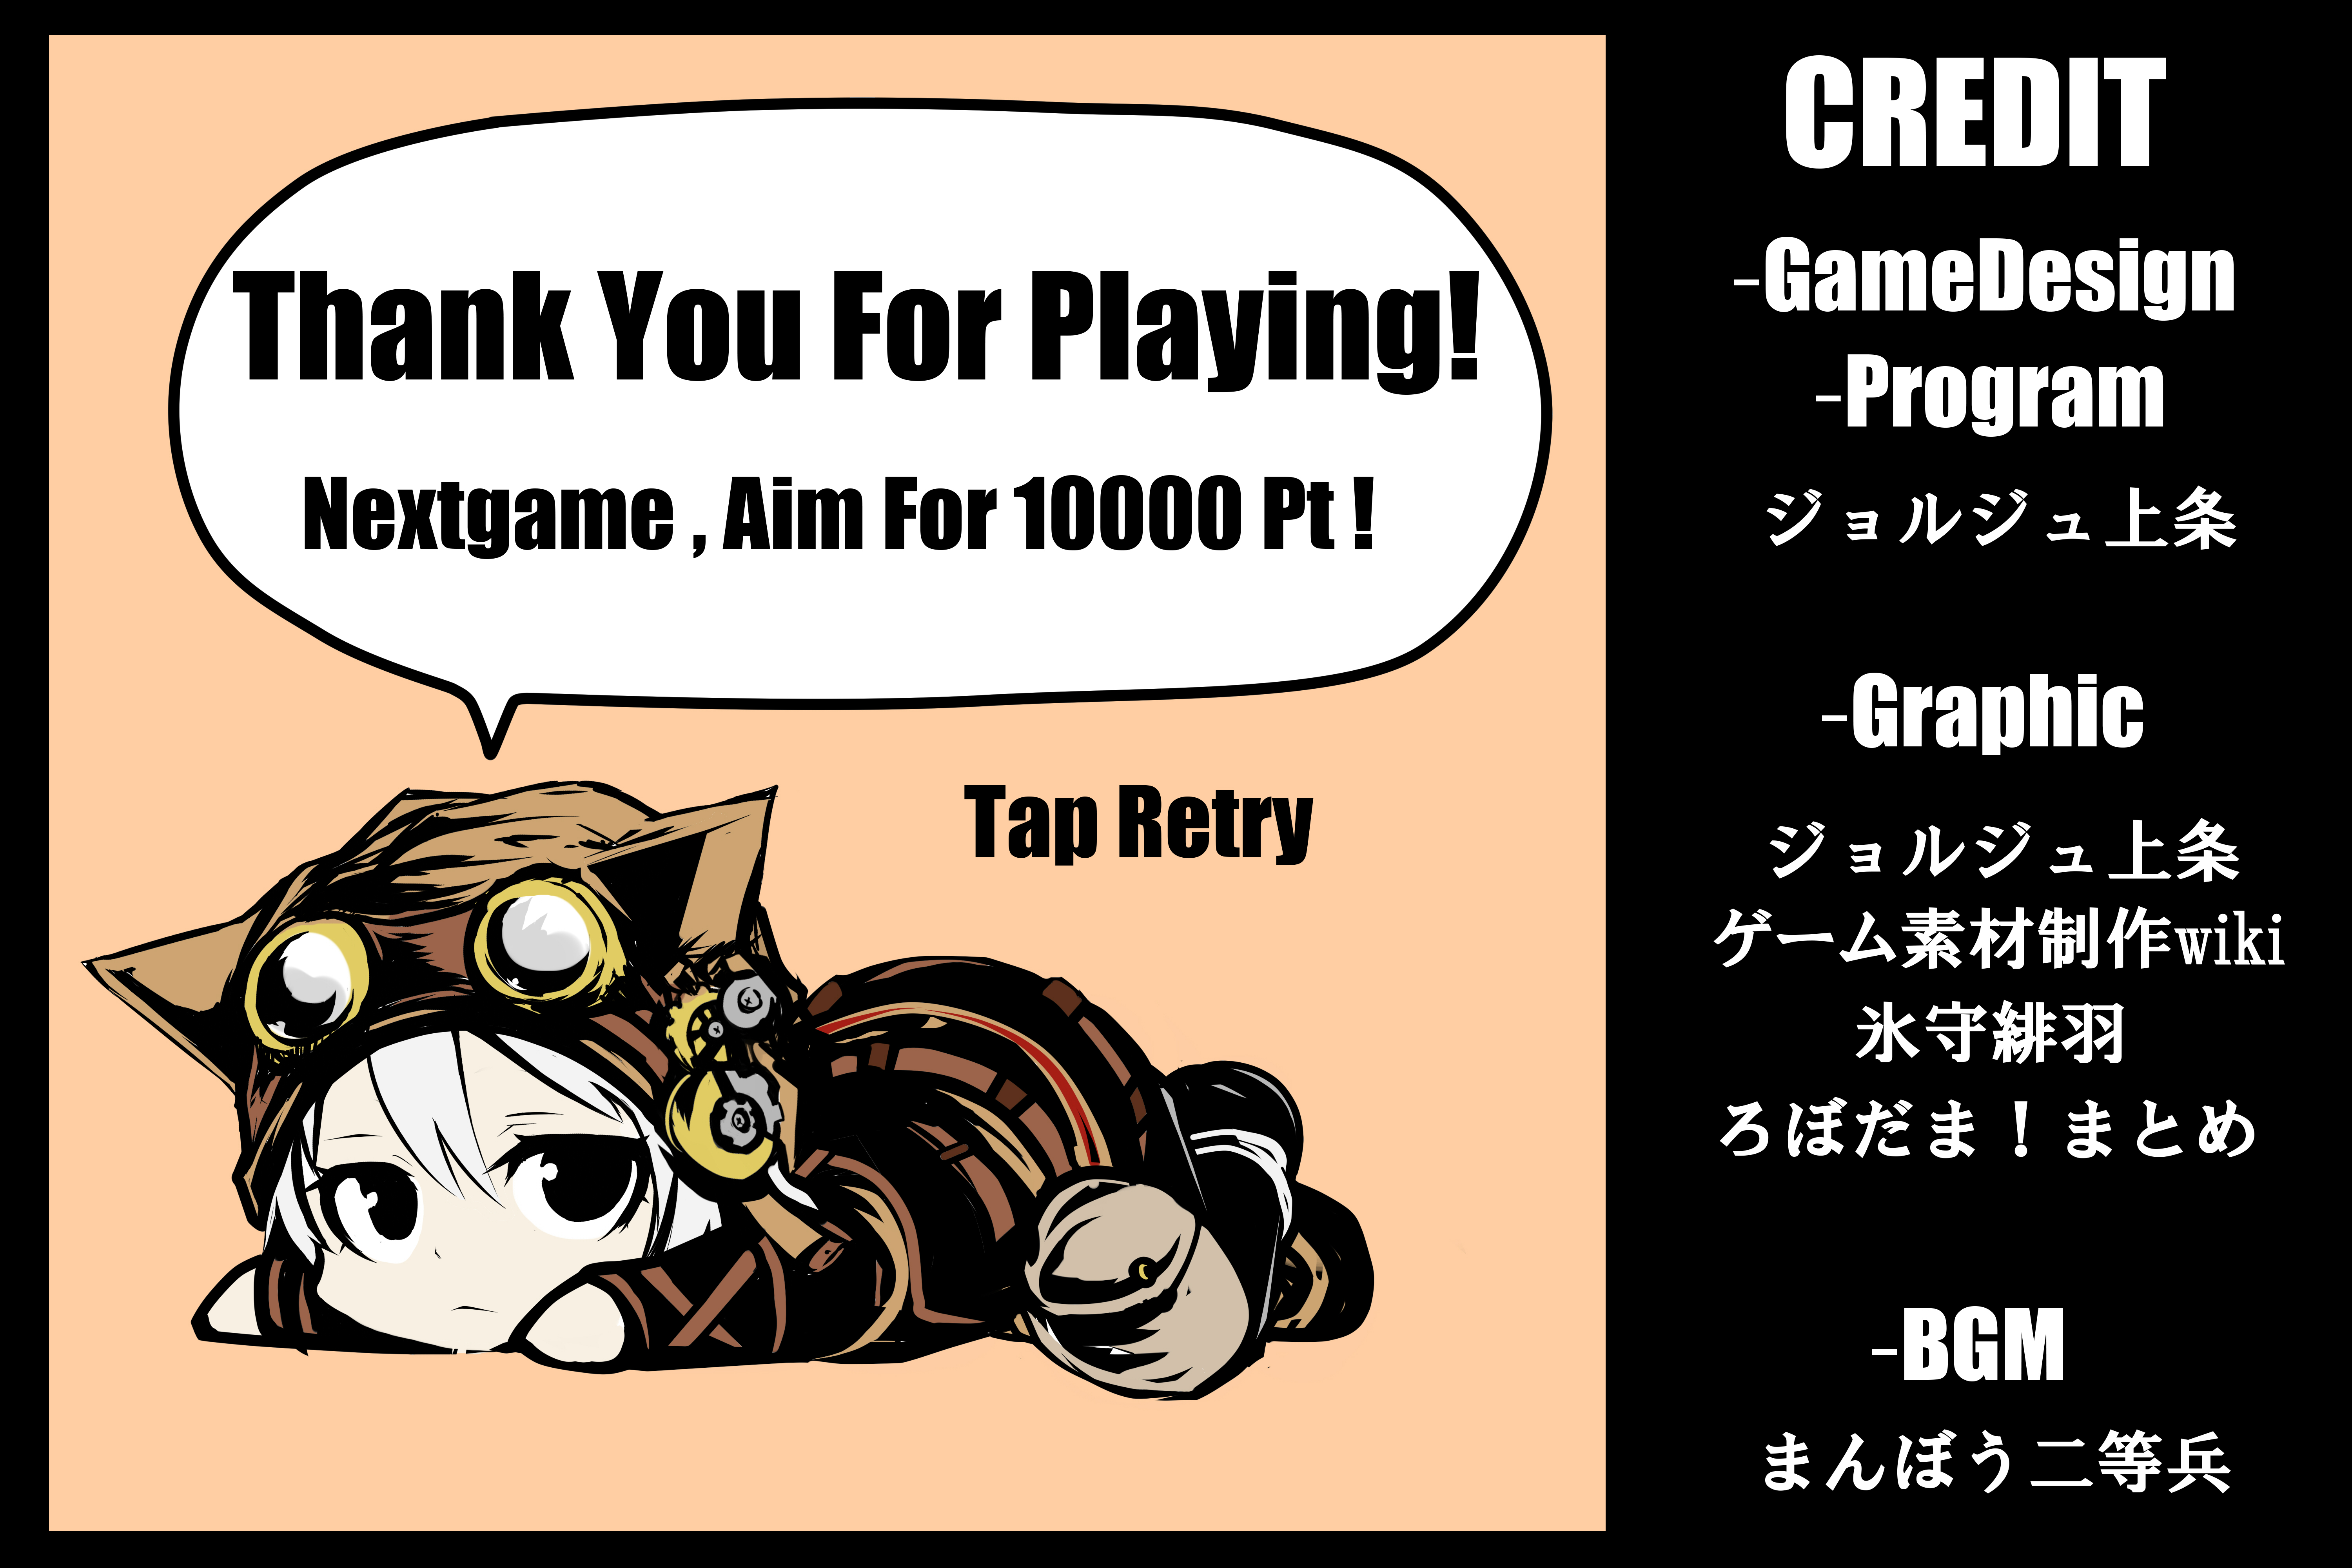 Thank You For Playing!
Nextgame , Aim For 10000 Pt !
Tap Retry
CREDIT
-GameDesign
-Program
ジョルジュ上条
-Graphic
ジョルジュ上条
ゲーム素材制作wiki
氷守緋羽
ろぼだま！まとめ
-BGM
まんぼう二等兵